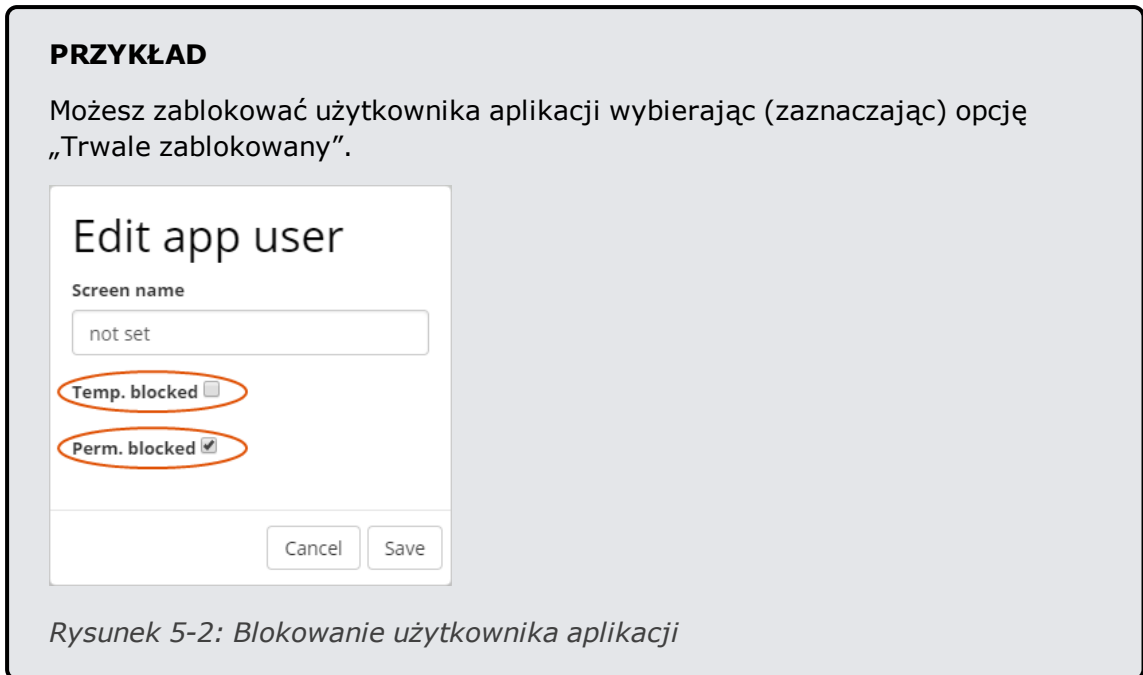 PRZYKŁAD
Możesz zablokować użytkownika aplikacji wybierając (zaznaczając) opcję
„Trwale zablokowany”.
Edit app user
Screen name
not set
Temp. blocked
Perm. blocked
Cancel Save
Rysunek 5-2: Blokowanie użytkownika aplikacji